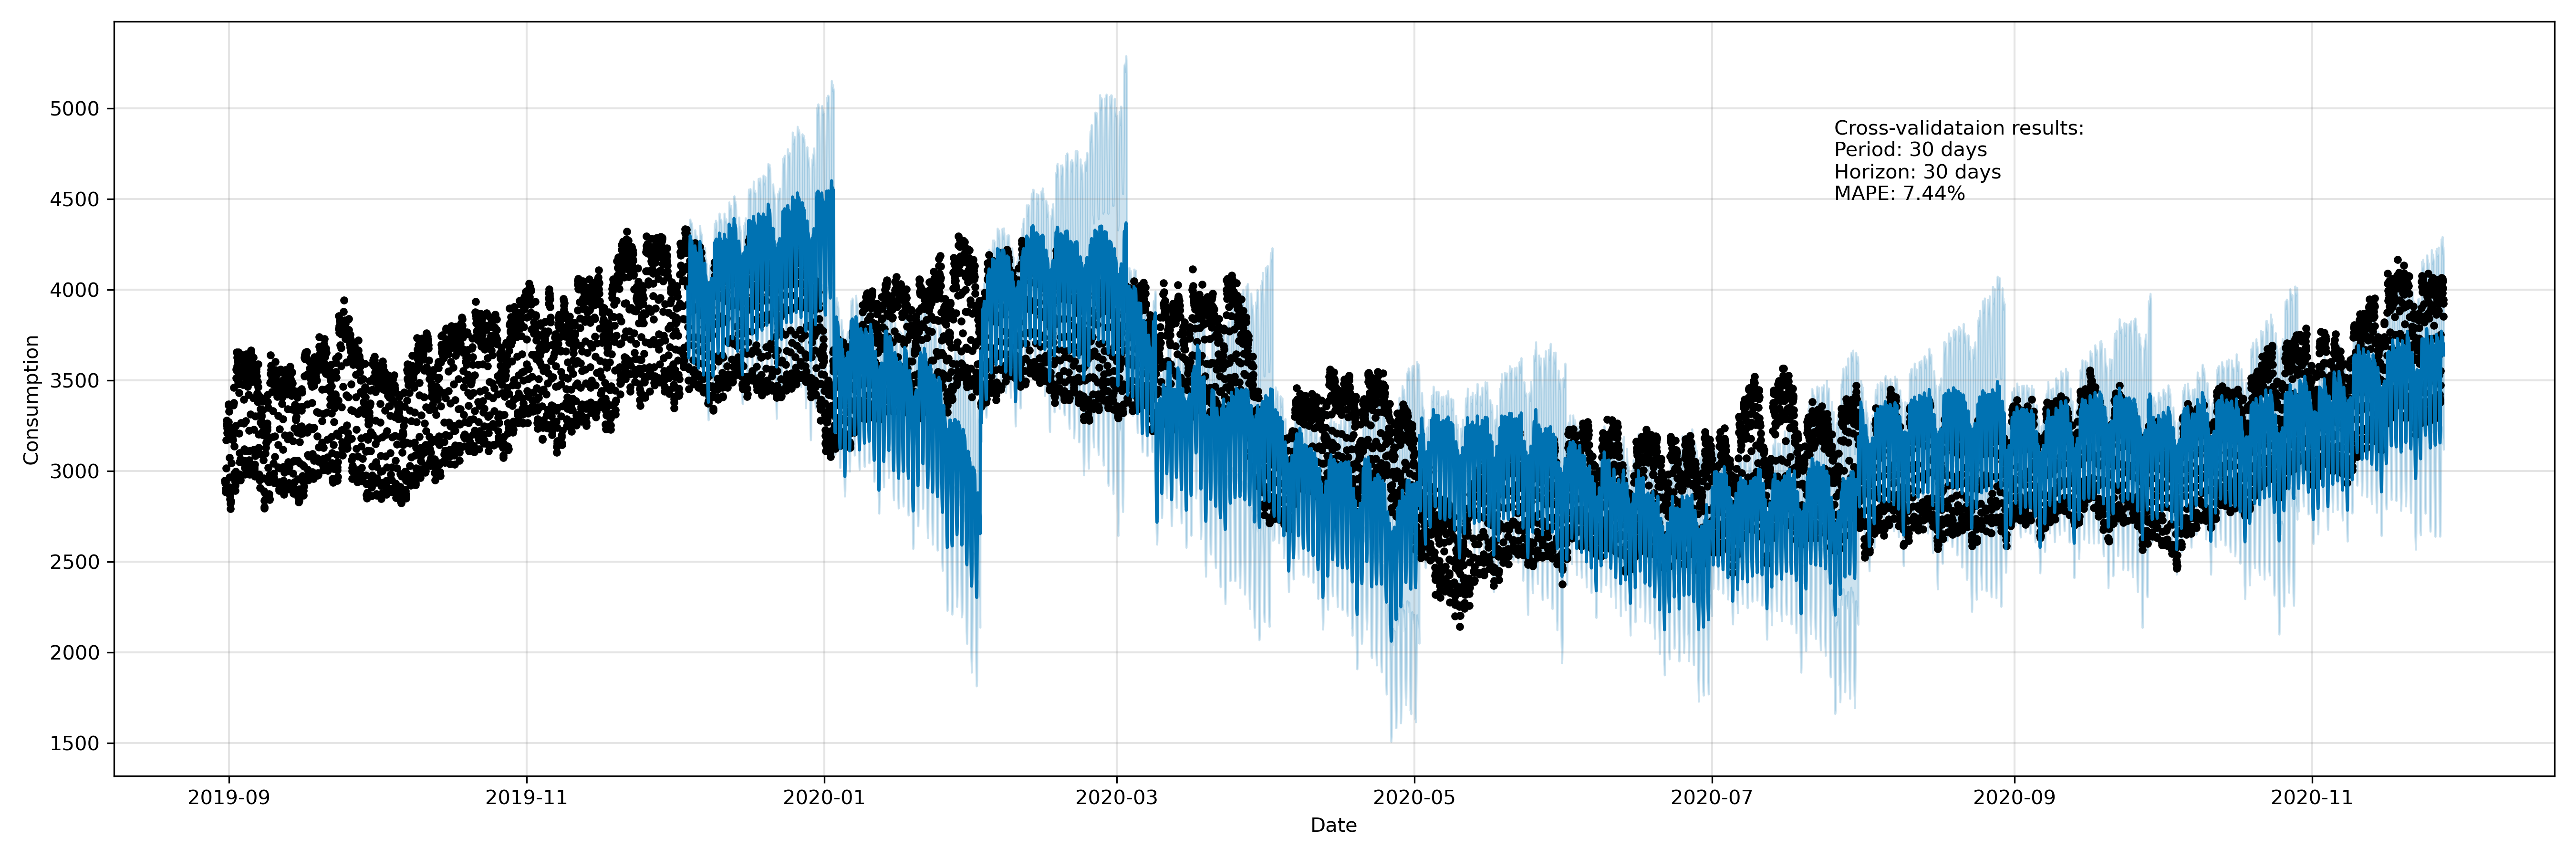 5000
4500
4000
3500
3000
2500
2000
1500
Consumption
Cross-validataion results:
Period: 30 days
Horizon: 30 days
MAPE: 7.44%
2019-09 2019-11 2020-01 2020-03 2020-05 2020-07 2020-09 2020-11
Date